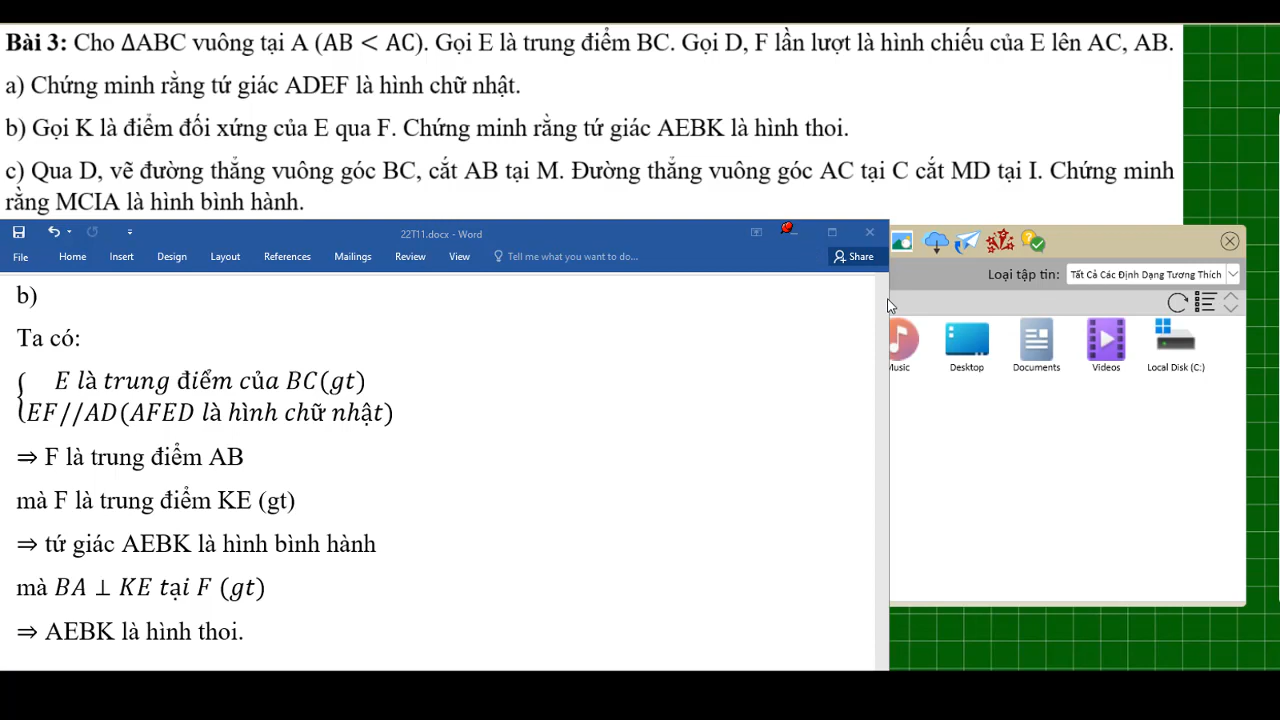 Bài 3: Cho ΔABC vuông tại A (AB < AC). Gọi E là trung điểm BC. Gọi D, F lần lượt là hình chiếu của E lên AC, AB.
a) Chứng minh rằng tứ giác ADEF là hình chữ nhật.
b) Gọi K là điểm đối xứng của E qua F. Chứng minh rằng tứ giác AEBK là hình thoi.
c) Qua D, vẽ đường thẳng vuông góc BC, cắt AB tại M. Đường thẳng vuông góc AC tại C cắt MD tại I. Chứng minh
rằng MCIA là hình bình hành.
22T11.docx - Word
File Home Insert Design Layout References Mailings Review View Tell me what you want to do... Share
Loại tập tin: Tất Cả Các Định Dạng Tương Thích
Music Desktop Documents Videos Local Disk (C:)
b)
Ta có:
E là trung điểm của BC(gt)
EF//AD(AFED là hình chữ nhật)
⇒ F là trung điểm AB
mà F là trung điểm KE (gt)
⇒ tứ giác AEBK là hình bình hành
mà BA ⊥ KE tại F (gt)
⇒ AEBK là hình thoi.